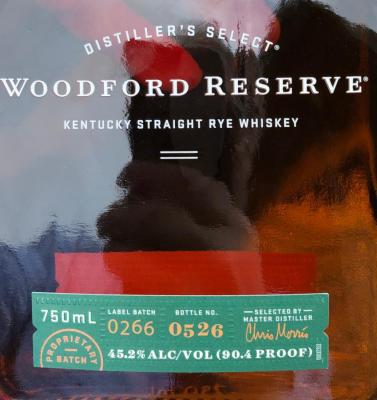 DISTILLER'S SELECT®
WOODFORD RESERVE®
KENTUCKY STRAIGHT RYE WHISKEY
750mL
LABEL BATCH
0266
BOTTLE NO.
0526
SELECTED BY
MASTER DISTILLER
Chris Morris
PROPRIETARY
BATCH
45.2% ALC/VOL (90.4 PROOF)